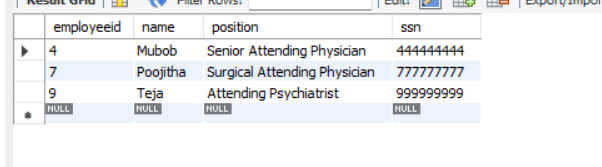 Result Grid Filter Rows: Edit: Export/Impor
employeeid name position ssn
4 Mubob Senior Attending Physician 444444444
7 Poojitha Surgical Attending Physician 777777777
9 Teja Attending Psychiatrist 999999999
NULL NULL NULL NULL